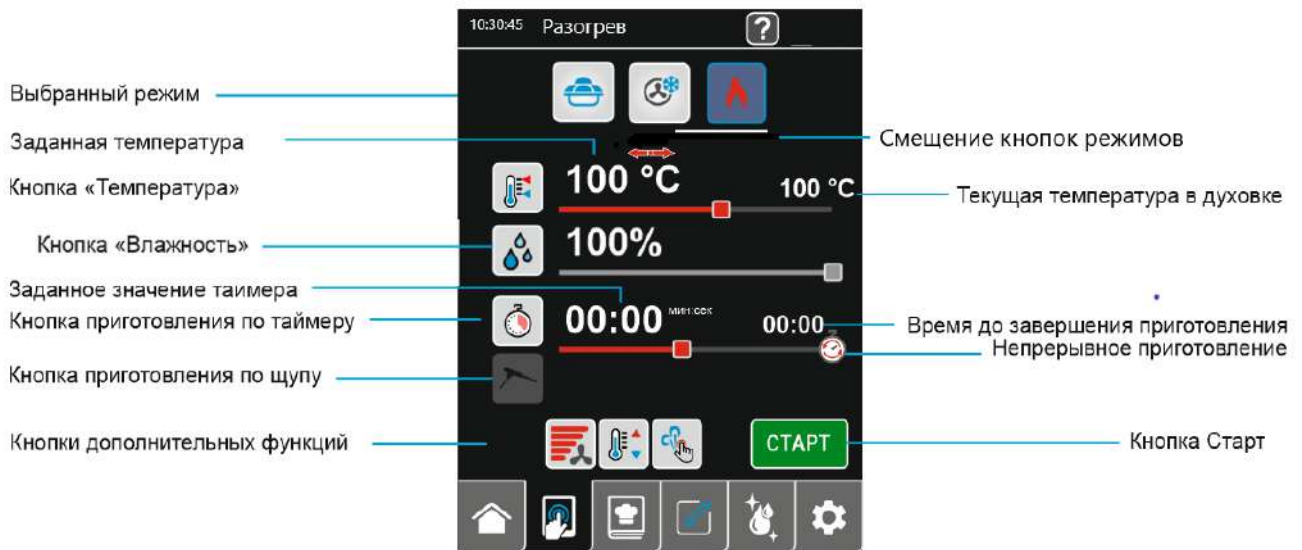 10:30:45 Разогрев ?
Выбранный режим
Смещение кнопок режимов
Заданная температура
Кнопка «Температура»
100 °C
100 °C
Текущая температура в духовке
Кнопка «Влажность»
100%
Заданное значение таимера
Кнопка приготовления по таймеру
00:00 мин:сек
00:00
Время до завершения приготовления
Непрерывное приготовление
Кнопка приготовления по щупу
Кнопки дополнительных функций
СТАРТ
Кнопка Старт